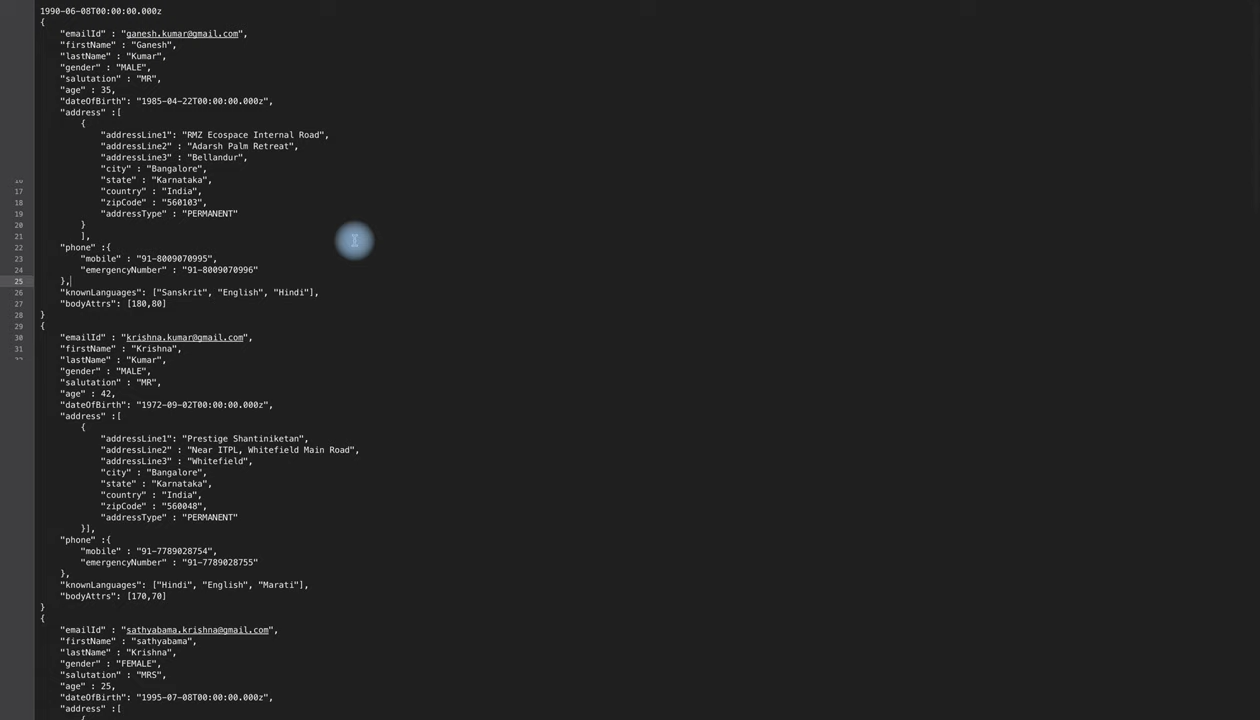 1990-06-08T00:00:00.000z
{
"emailId" : "ganesh.kumar@gmail.com",
"firstName" : "Ganesh",
"lastName" : "Kumar",
"gender" : "MALE",
"salutation" : "MR",
"age" : 35,
"dateOfBirth": "1985-04-22T00:00:00.000z",
"address" :[
{
"addressLine1": "RMZ Ecospace Internal Road",
"addressLine2" : "Adarsh Palm Retreat",
"addressLine3" : "Bellandur",
"city" : "Bangalore",
"state" : "Karnataka",
17 "country" : "India",
18 "zipCode" : "560103",
19 "addressType" : "PERMANENT"
20 }
21 ],
22 "phone" :{
23 "mobile" : "91-8009070995",
24 "emergencyNumber" : "91-8009070996"
25 },
26 "knownLanguages": ["Sanskrit", "English", "Hindi"],
27 "bodyAttrs": [180,80]
28 }
29 {
30 "emailId" : "krishna.kumar@gmail.com",
31 "firstName" : "Krishna",
"lastName" : "Kumar",
"gender" : "MALE",
"salutation" : "MR",
"age" : 42,
"dateOfBirth": "1972-09-02T00:00:00.000z",
"address" :[
{
"addressLine1": "Prestige Shantiniketan",
"addressLine2" : "Near ITPL, Whitefield Main Road",
"addressLine3" : "Whitefield",
"city" : "Bangalore",
"state" : "Karnataka",
"country" : "India",
"zipCode" : "560048",
"addressType" : "PERMANENT"
}],
"phone" :{
"mobile" : "91-7789028754",
"emergencyNumber" : "91-7789028755"
},
"knownLanguages": ["Hindi", "English", "Marati"],
"bodyAttrs": [170,70]
}
{
"emailId" : "sathyabama.krishna@gmail.com",
"firstName" : "sathyabama",
"lastName" : "Krishna",
"gender" : "FEMALE",
"salutation" : "MRS",
"age" : 25,
"dateOfBirth": "1995-07-08T00:00:00.000z",
"address" :[
{